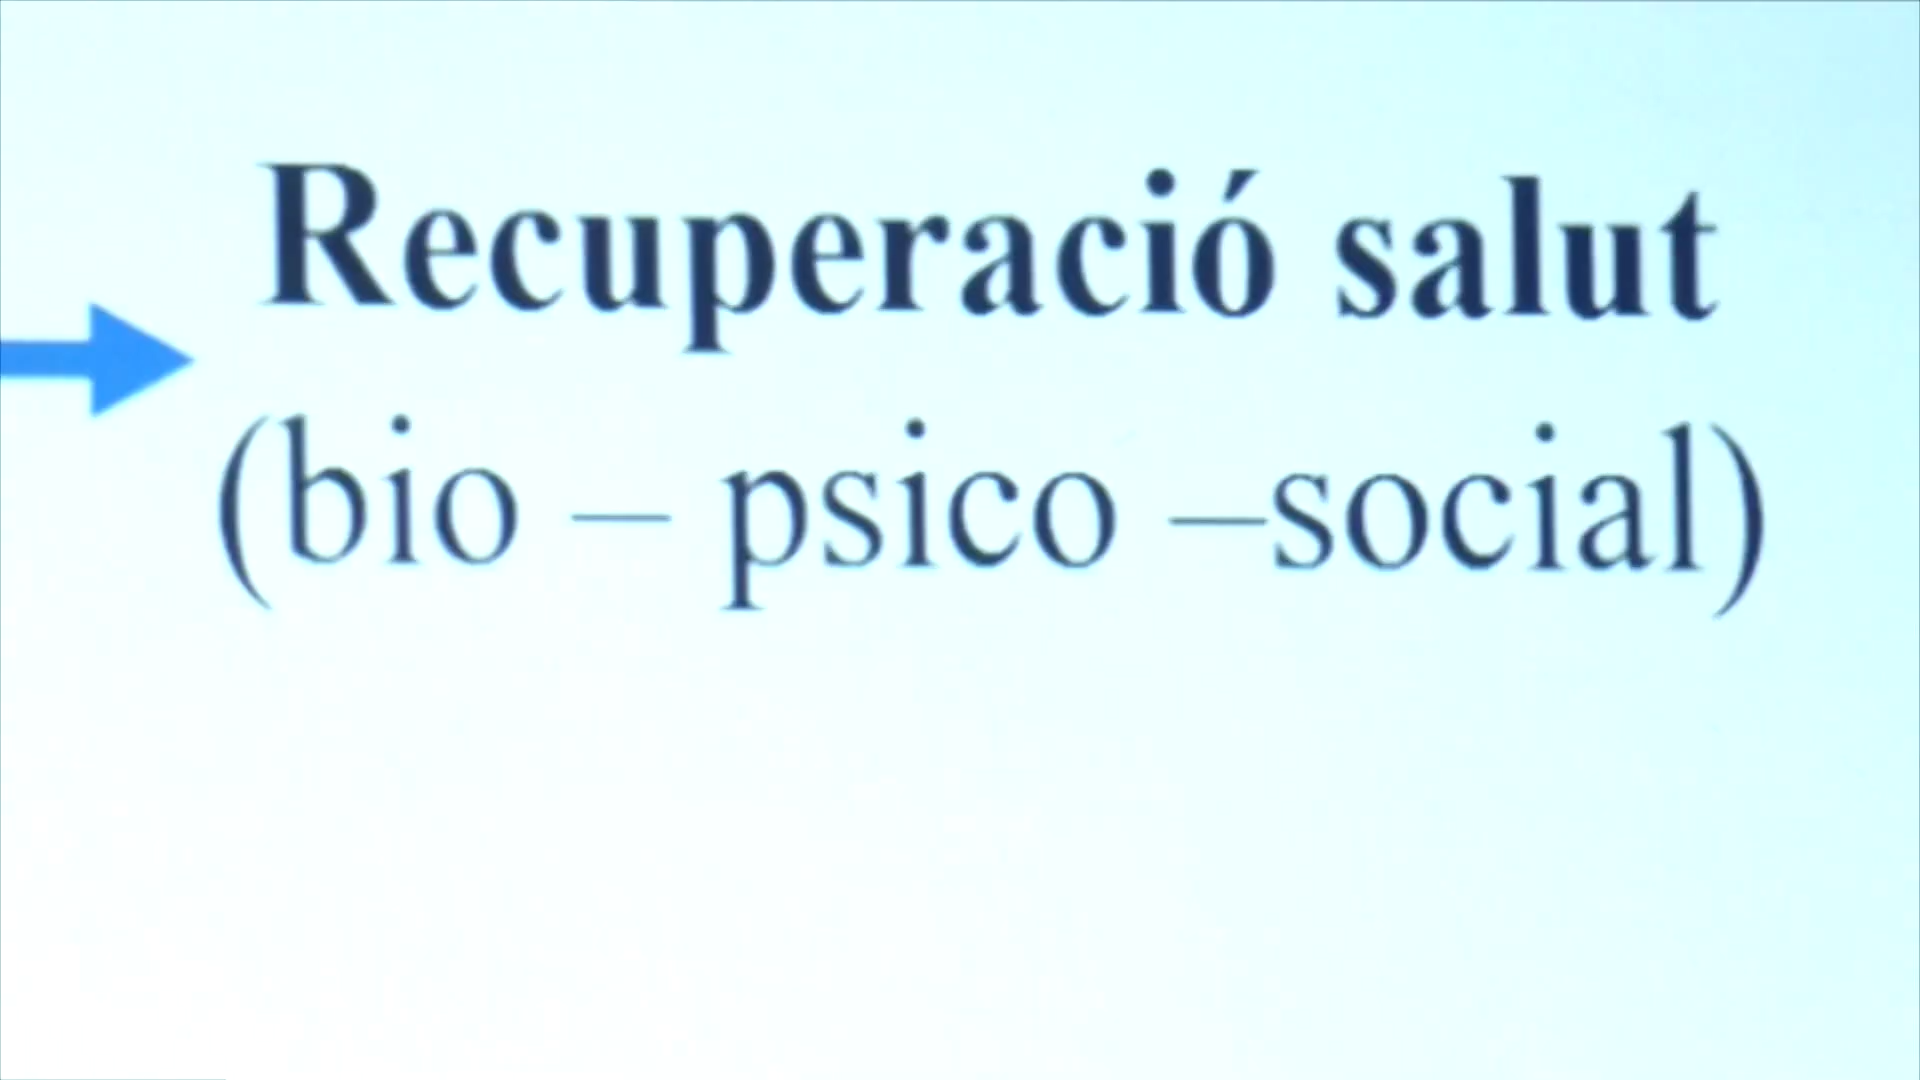 Recuperació salut
(bio – psico –social)